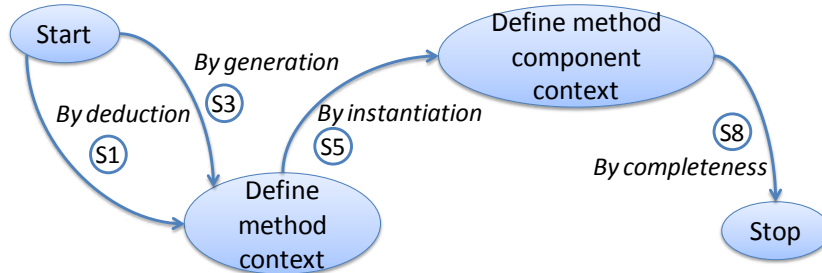 Start
Define method
component
context
By generation
S3
By deduction
S1
By instantiation
S5
S8
By completeness
Define
method
context
Stop